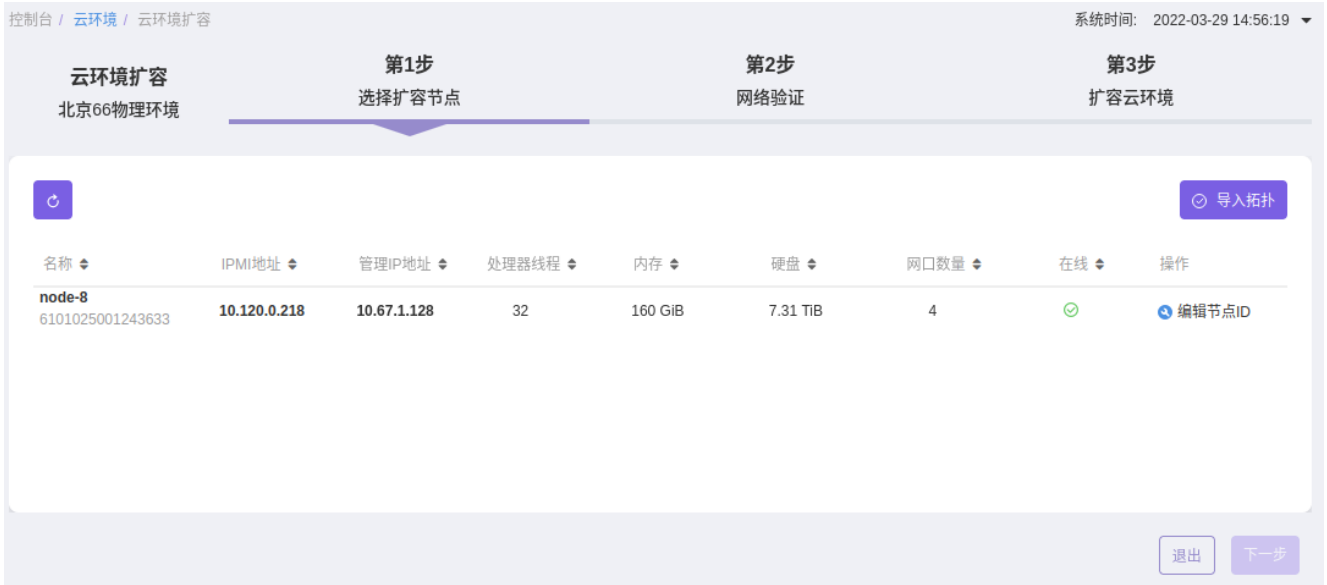 控制台 / 云环境 / 云环境扩容
系统时间: 2022-03-29 14:56:19
云环境扩容
北京66物理环境
第1步
选择扩容节点
第2步
网络验证
第3步
扩容云环境
导入拓扑
名称 IPMI地址 管理IP地址 处理器线程 内存 硬盘 网口数量 在线 操作
node-8
6101025001243633
10.120.0.218 10.67.1.128 32 160 GiB 7.31 TiB 4 编辑节点ID
退出 下一步